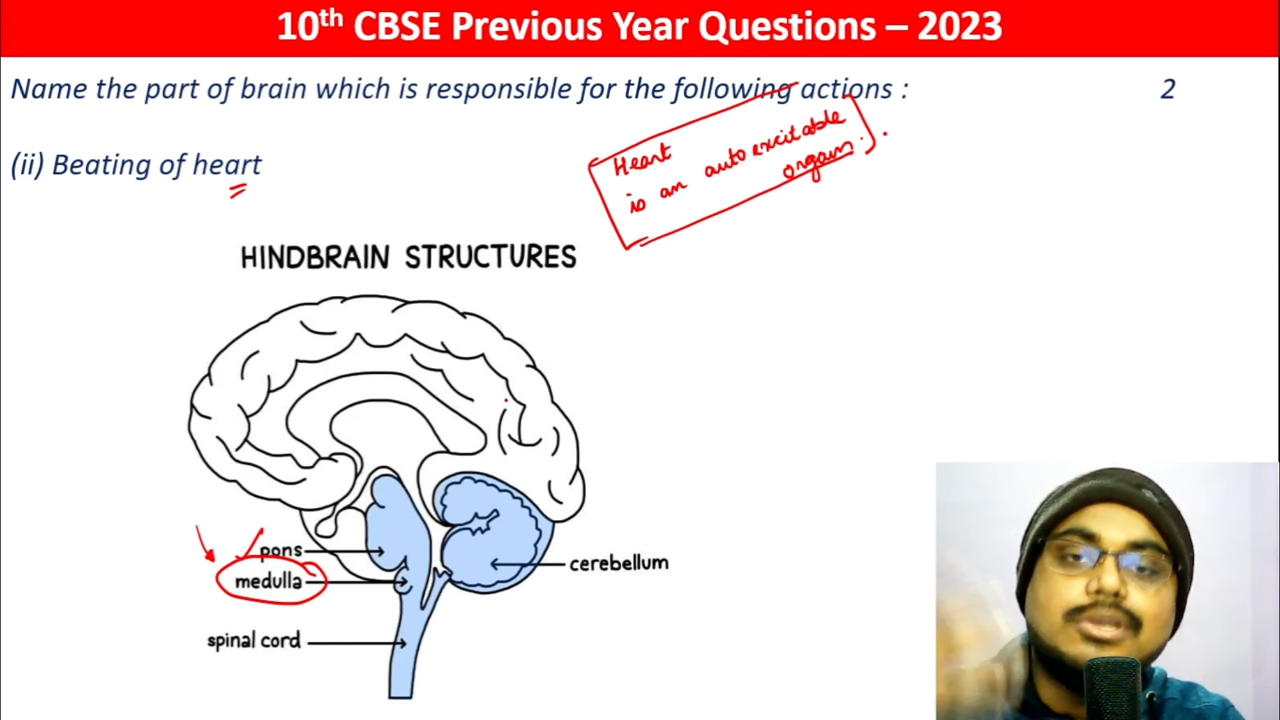 10th CBSE Previous Year Questions – 2023
Name the part of brain which is responsible for the following actions : 2
(ii) Beating of heart
Heart
is an autoexcitable
organ.
HINDBRAIN STRUCTURES
pons
medulla
cerebellum
spinal cord